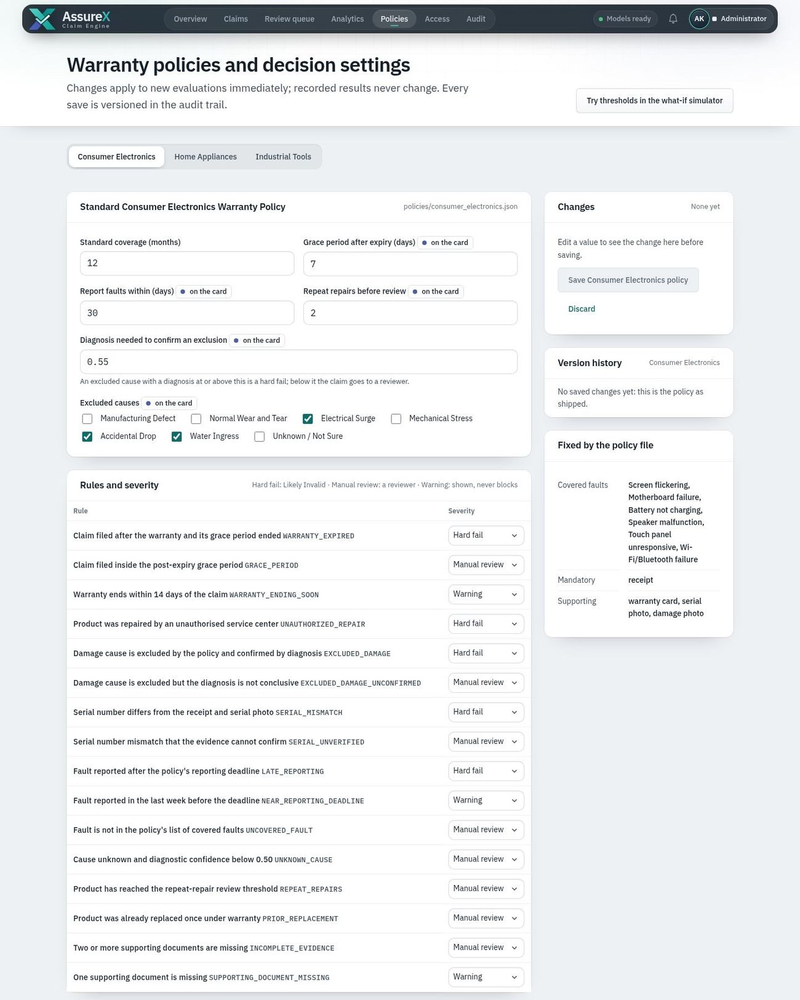 AssureX
Claim Engine
Overview
Claims
Review queue
Analytics
Policies
Access
Audit
Models ready
AK
Administrator
Warranty policies and decision settings
Changes apply to new evaluations immediately; recorded results never change. Every
save is versioned in the audit trail.
Try thresholds in the what-if simulator
Consumer Electronics
Home Appliances
Industrial Tools
Standard Consumer Electronics Warranty Policy
policies/consumer_electronics.json
Standard coverage (months)
12
Grace period after expiry (days) on the card
7
Report faults within (days) on the card
30
Repeat repairs before review on the card
2
Diagnosis needed to confirm an exclusion on the card
0.55
An excluded cause with a diagnosis at or above this is a hard fail; below it the claim goes to a reviewer.
Excluded causes on the card
Manufacturing Defect
Normal Wear and Tear
Electrical Surge
Mechanical Stress
Accidental Drop
Water Ingress
Unknown / Not Sure
Changes
None yet
Edit a value to see the change here before
saving.
Save Consumer Electronics policy
Discard
Version history
Consumer Electronics
No saved changes yet: this is the policy as
shipped.
Fixed by the policy file
Covered faults
Screen flickering,
Motherboard failure,
Battery not charging,
Speaker malfunction,
Touch panel
unresponsive, Wi-
Fi/Bluetooth failure
Mandatory
receipt
Supporting
warranty card, serial
photo, damage photo
Rules and severity
Hard fail: Likely Invalid · Manual review: a reviewer · Warning: shown, never blocks
Rule
Severity
Claim filed after the warranty and its grace period ended WARRANTY_EXPIRED
Hard fail
Claim filed inside the post-expiry grace period GRACE_PERIOD
Manual review
Warranty ends within 14 days of the claim WARRANTY_ENDING_SOON
Warning
Product was repaired by an unauthorised service center UNAUTHORIZED_REPAIR
Hard fail
Damage cause is excluded by the policy and confirmed by diagnosis EXCLUDED_DAMAGE
Hard fail
Damage cause is excluded but the diagnosis is not conclusive EXCLUDED_DAMAGE_UNCONFIRMED
Manual review
Serial number differs from the receipt and serial photo SERIAL_MISMATCH
Hard fail
Serial number mismatch that the evidence cannot confirm SERIAL_UNVERIFIED
Manual review
Fault reported after the policy's reporting deadline LATE_REPORTING
Hard fail
Fault reported in the last week before the deadline NEAR_REPORTING_DEADLINE
Warning
Fault is not in the policy's list of covered faults UNCOVERED_FAULT
Manual review
Cause unknown and diagnostic confidence below 0.50 UNKNOWN_CAUSE
Manual review
Product has reached the repeat-repair review threshold REPEAT_REPAIRS
Manual review
Product was already replaced once under warranty PRIOR_REPLACEMENT
Manual review
Two or more supporting documents are missing INCOMPLETE_EVIDENCE
Manual review
One supporting document is missing SUPPORTING_DOCUMENT_MISSING
Warning